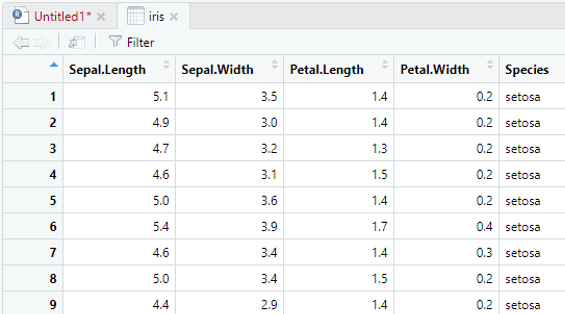 Untitled1* × iris ×
Filter
Sepal.Length Sepal.Width Petal.Length Petal.Width Species
1 5.1 3.5 1.4 0.2 setosa
2 4.9 3.0 1.4 0.2 setosa
3 4.7 3.2 1.3 0.2 setosa
4 4.6 3.1 1.5 0.2 setosa
5 5.0 3.6 1.4 0.2 setosa
6 5.4 3.9 1.7 0.4 setosa
7 4.6 3.4 1.4 0.3 setosa
8 5.0 3.4 1.5 0.2 setosa
9 4.4 2.9 1.4 0.2 setosa